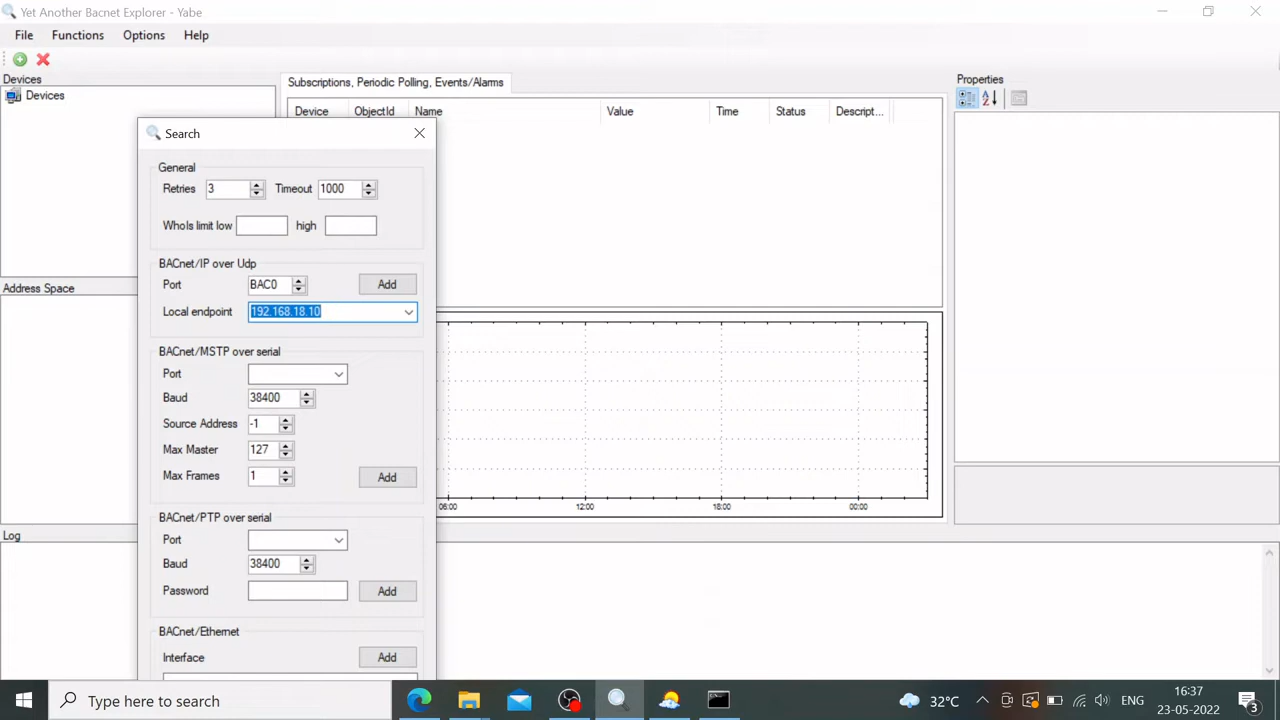 Yet Another Bacnet Explorer - Yabe
File Functions Options Help
Devices
Devices
Subscriptions, Periodic Polling, Events/Alarms
Device ObjectId Name Value Time Status Descript...
Properties
Search
General
Retries 3 Timeout 1000
WhoIs limit low high
BACnet/IP over Udp
Port BAC0 Add
Local endpoint 192.168.18.10
BACnet/MSTP over serial
Port
Baud 38400
Source Address -1
Max Master 127
Max Frames 1 Add
BACnet/PTP over serial
Port
Baud 38400
Password Add
BACnet/Ethernet
Interface Add
Address Space
06:00 12:00 18:00 00:00
Log
Type here to search
32°C ENG
16:37
23-05-2022
3